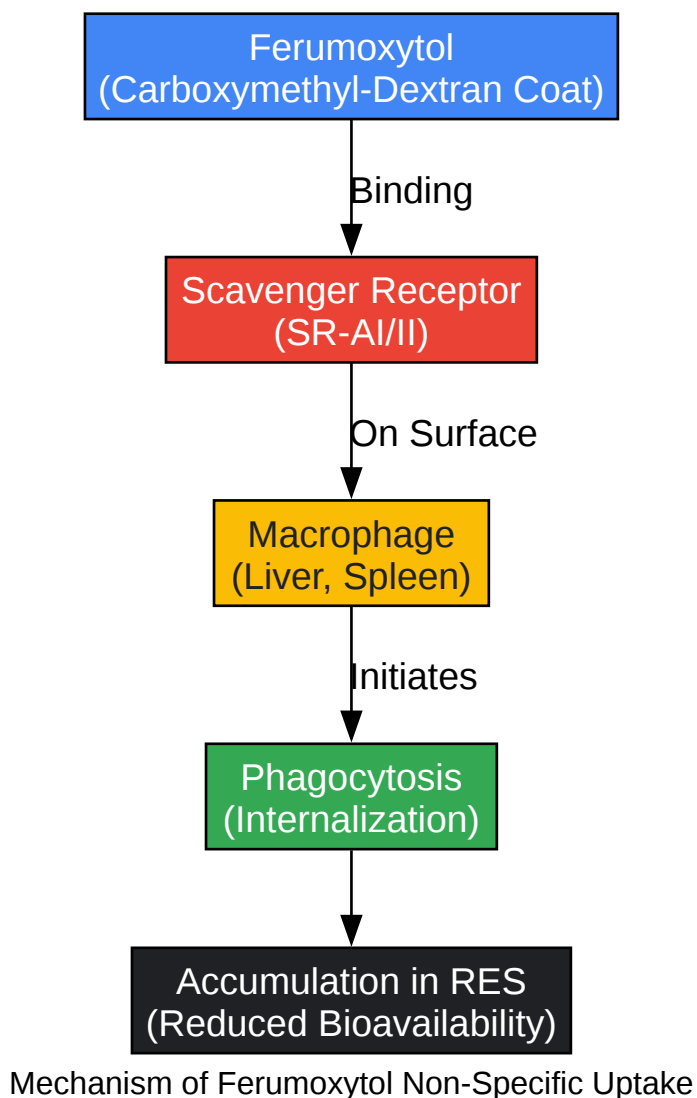 Ferumoxytol
(Carboxymethyl-Dextran Coat)
Binding
Scavenger Receptor
(SR-AI/II)
On Surface
Macrophage
(Liver, Spleen)
Initiates
Phagocytosis
(Internalization)
Accumulation in RES
(Reduced Bioavailability)
Mechanism of Ferumoxytol Non-Specific Uptake